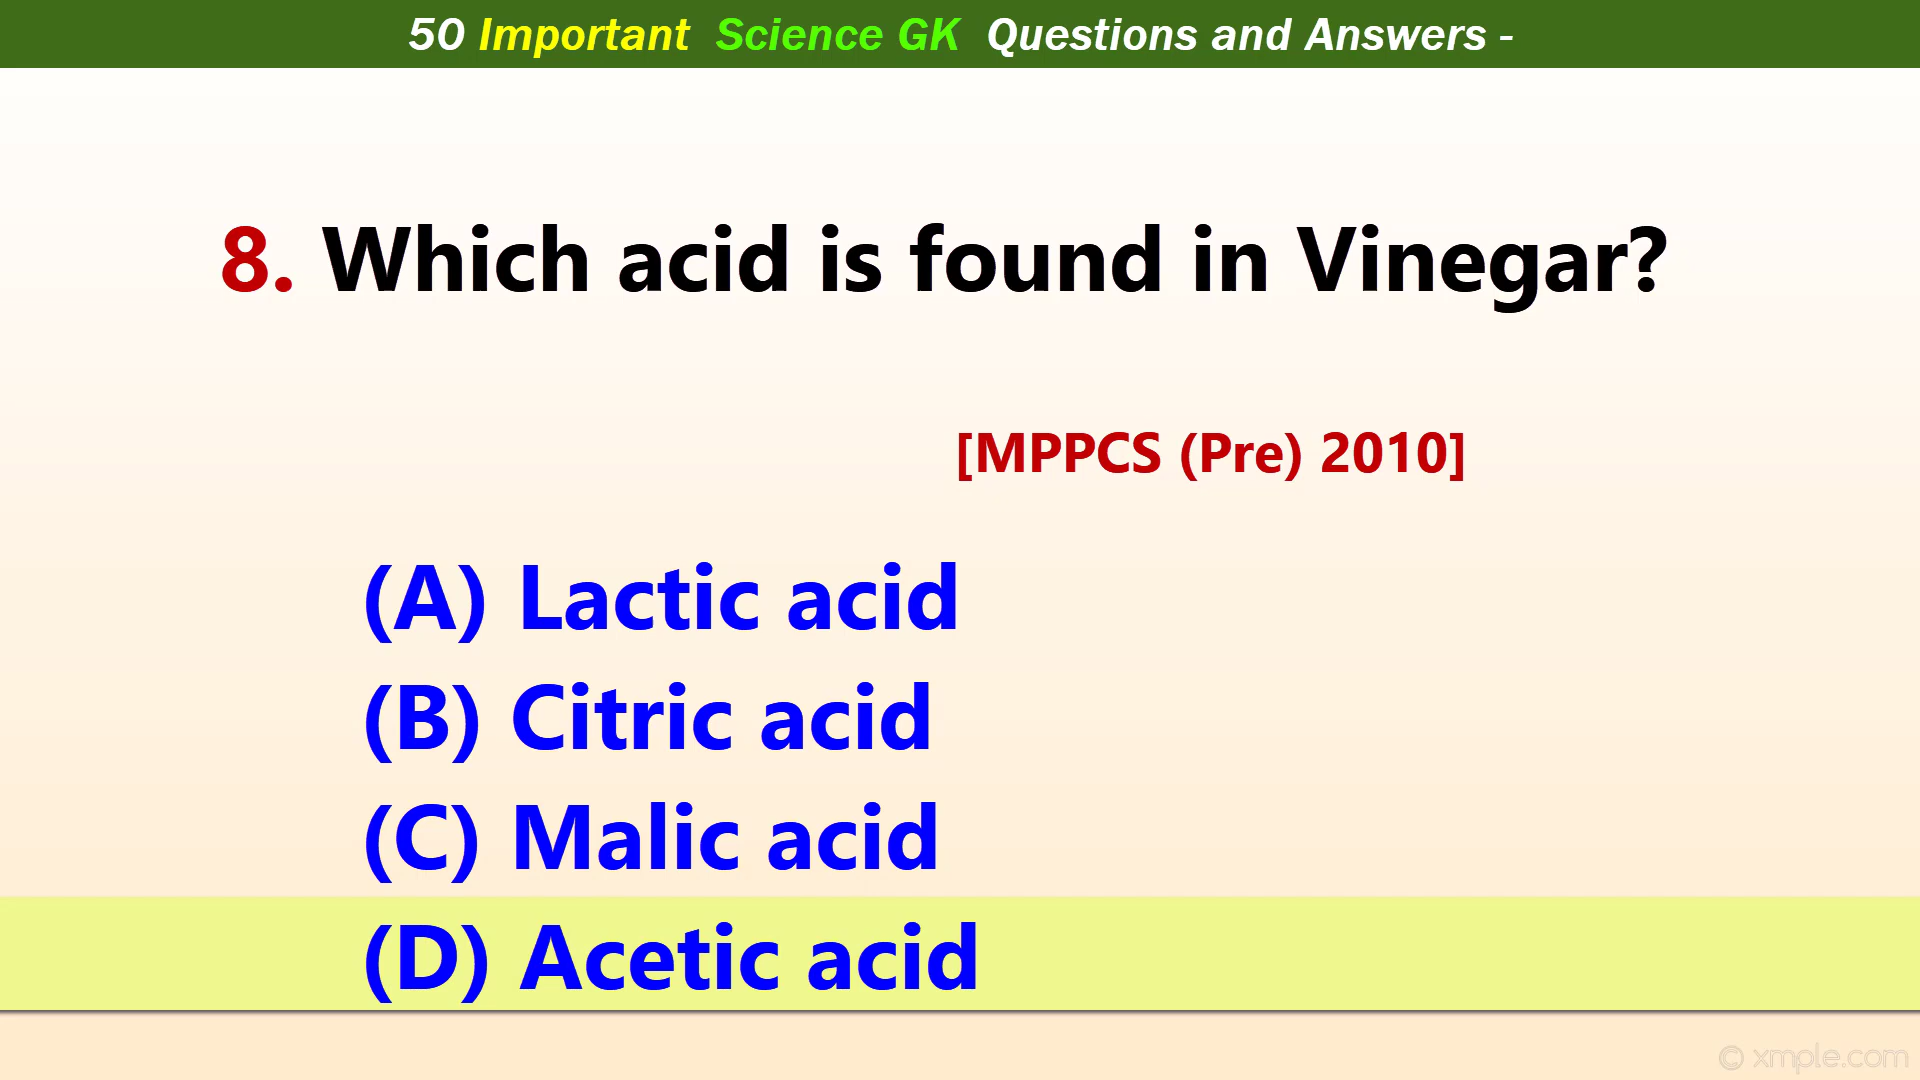 50 Important Science GK Questions and Answers -
8. Which acid is found in Vinegar?
[MPPCS (Pre) 2010]
(A) Lactic acid
(B) Citric acid
(C) Malic acid
(D) Acetic acid
© xmple.com